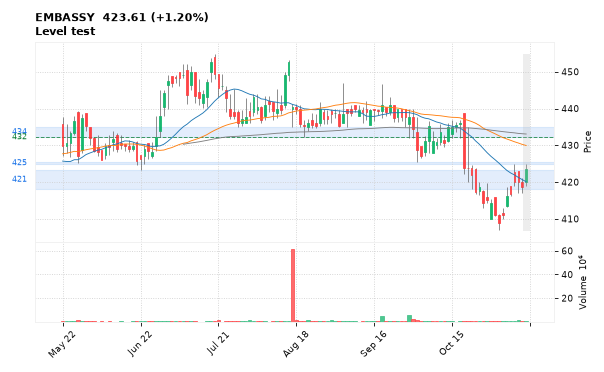 EMBASSY 423.61 (+1.20%)
Level test
450
440
430
420
410
Price
434
432
425
421
60
40
20
Volume 10⁴
May 22
Jun 22
Jul 21
Aug 18
Sep 16
Oct 15